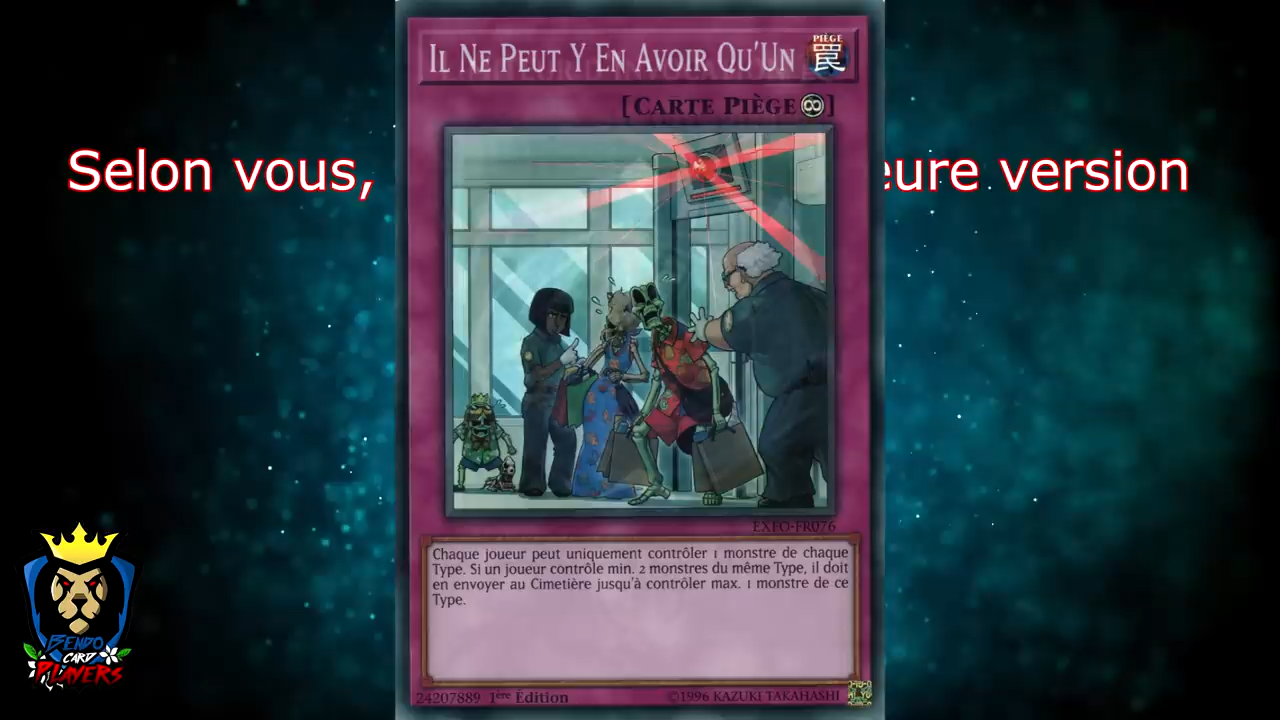 Il Ne Peut Y En Avoir Qu'Un
PIÈGE
罠
[Carte Piège]
Selon vous, eure version
EXFO-FR076
Chaque joueur peut uniquement contrôler 1 monstre de chaque
Type. Si un joueur contrôle min. 2 monstres du même Type, il doit
en envoyer au Cimetière jusqu'à contrôler max. 1 monstre de ce
Type.
24207889 1ère Édition ©1996 KAZUKI TAKAHASHI
BENDO
CARD
PLAYERS